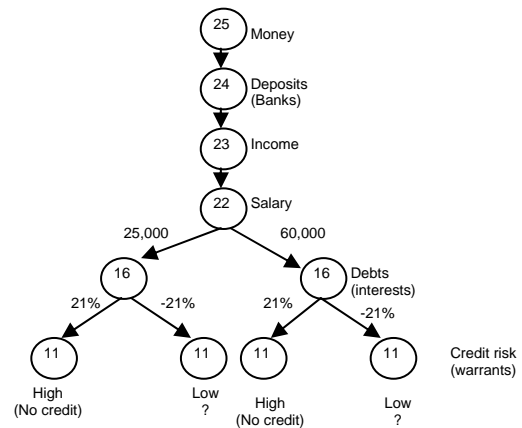 25
Money
24
Deposits
(Banks)
23
Income
22
Salary
25,000
60,000
16
16
Debts
(interests)
21%
-21%
21%
-21%
11
11
11
11
Credit risk
(warrants)
High
(No credit)
Low
?
High
(No credit)
Low
?